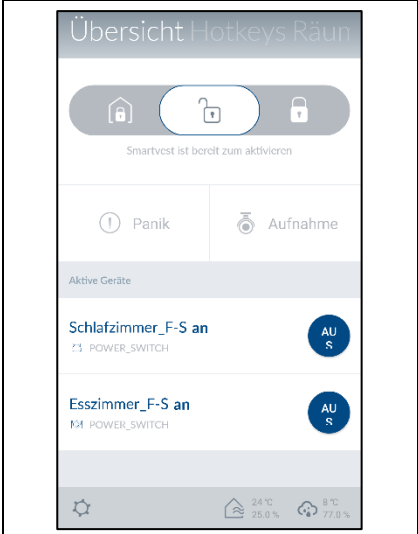 Übersicht Hotkeys Räun
Smartvest ist bereit zum aktivieren
Panik
Aufnahme
Aktive Geräte
Schlafzimmer_F-S an
POWER_SWITCH
AU
S
Esszimmer_F-S an
POWER_SWITCH
AU
S
24 °C
25.0 %
8 °C
77.0 %